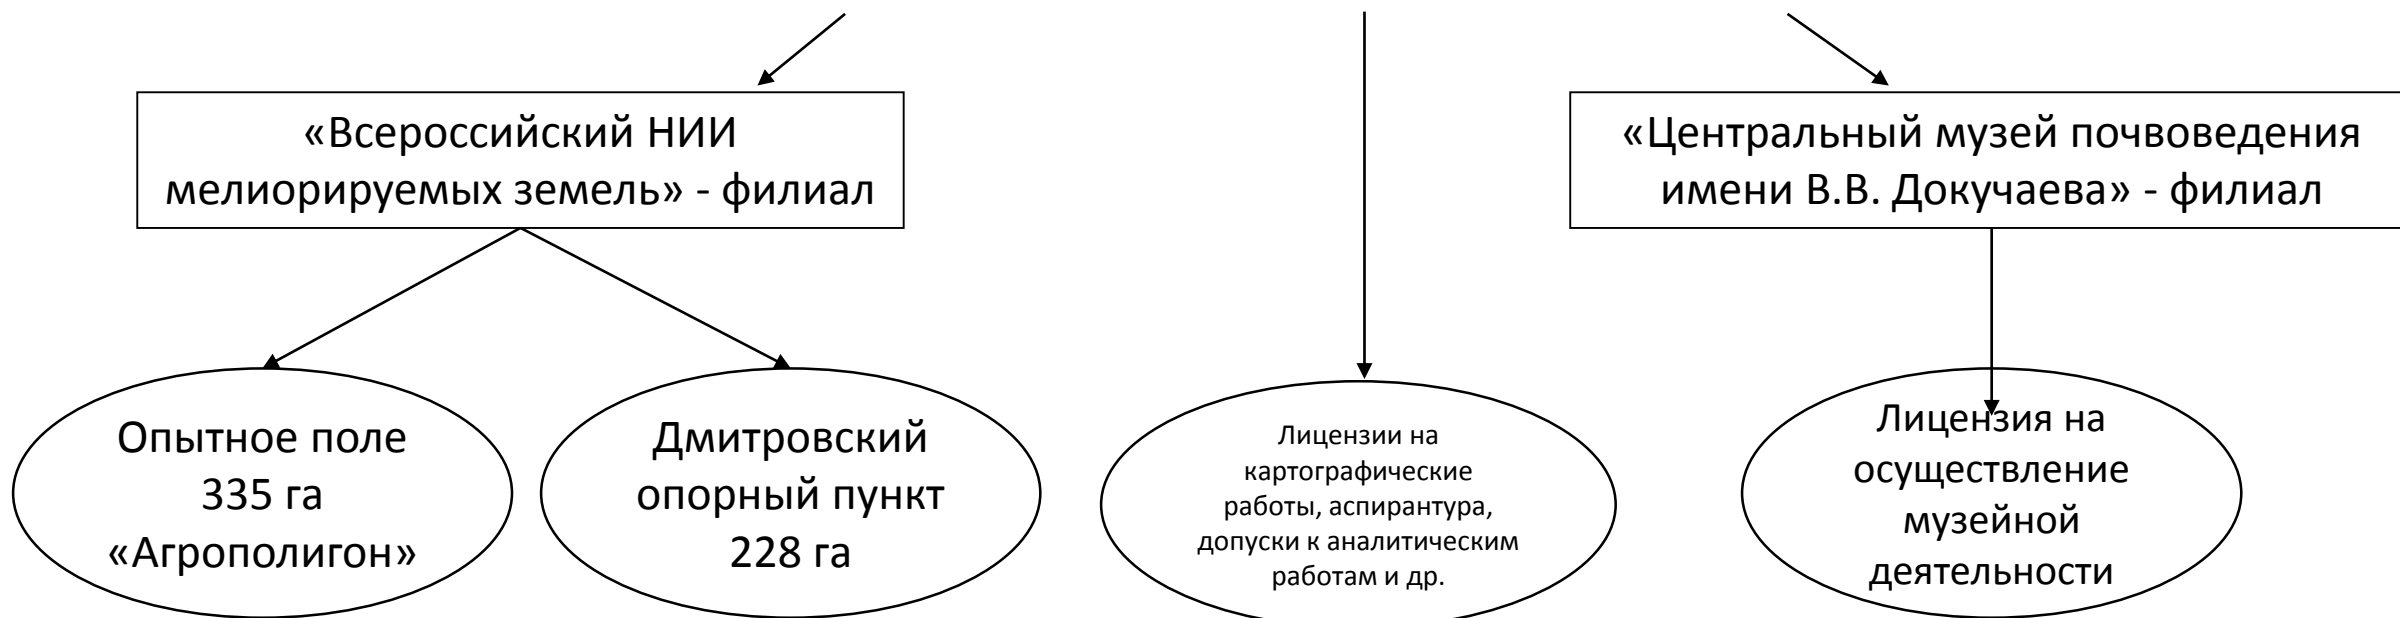 «Всероссийский НИИ
мелиорируемых земель» - филиал
«Центральный музей почвоведения
имени В.В. Докучаева» - филиал
Опытное поле
335 га
«Агрополигон»
Дмитровский
опорный пункт
228 га
Лицензии на
картографические
работы, аспирантура,
допуски к аналитическим
работам и др.
Лицензия на
осуществление
музейной
деятельности